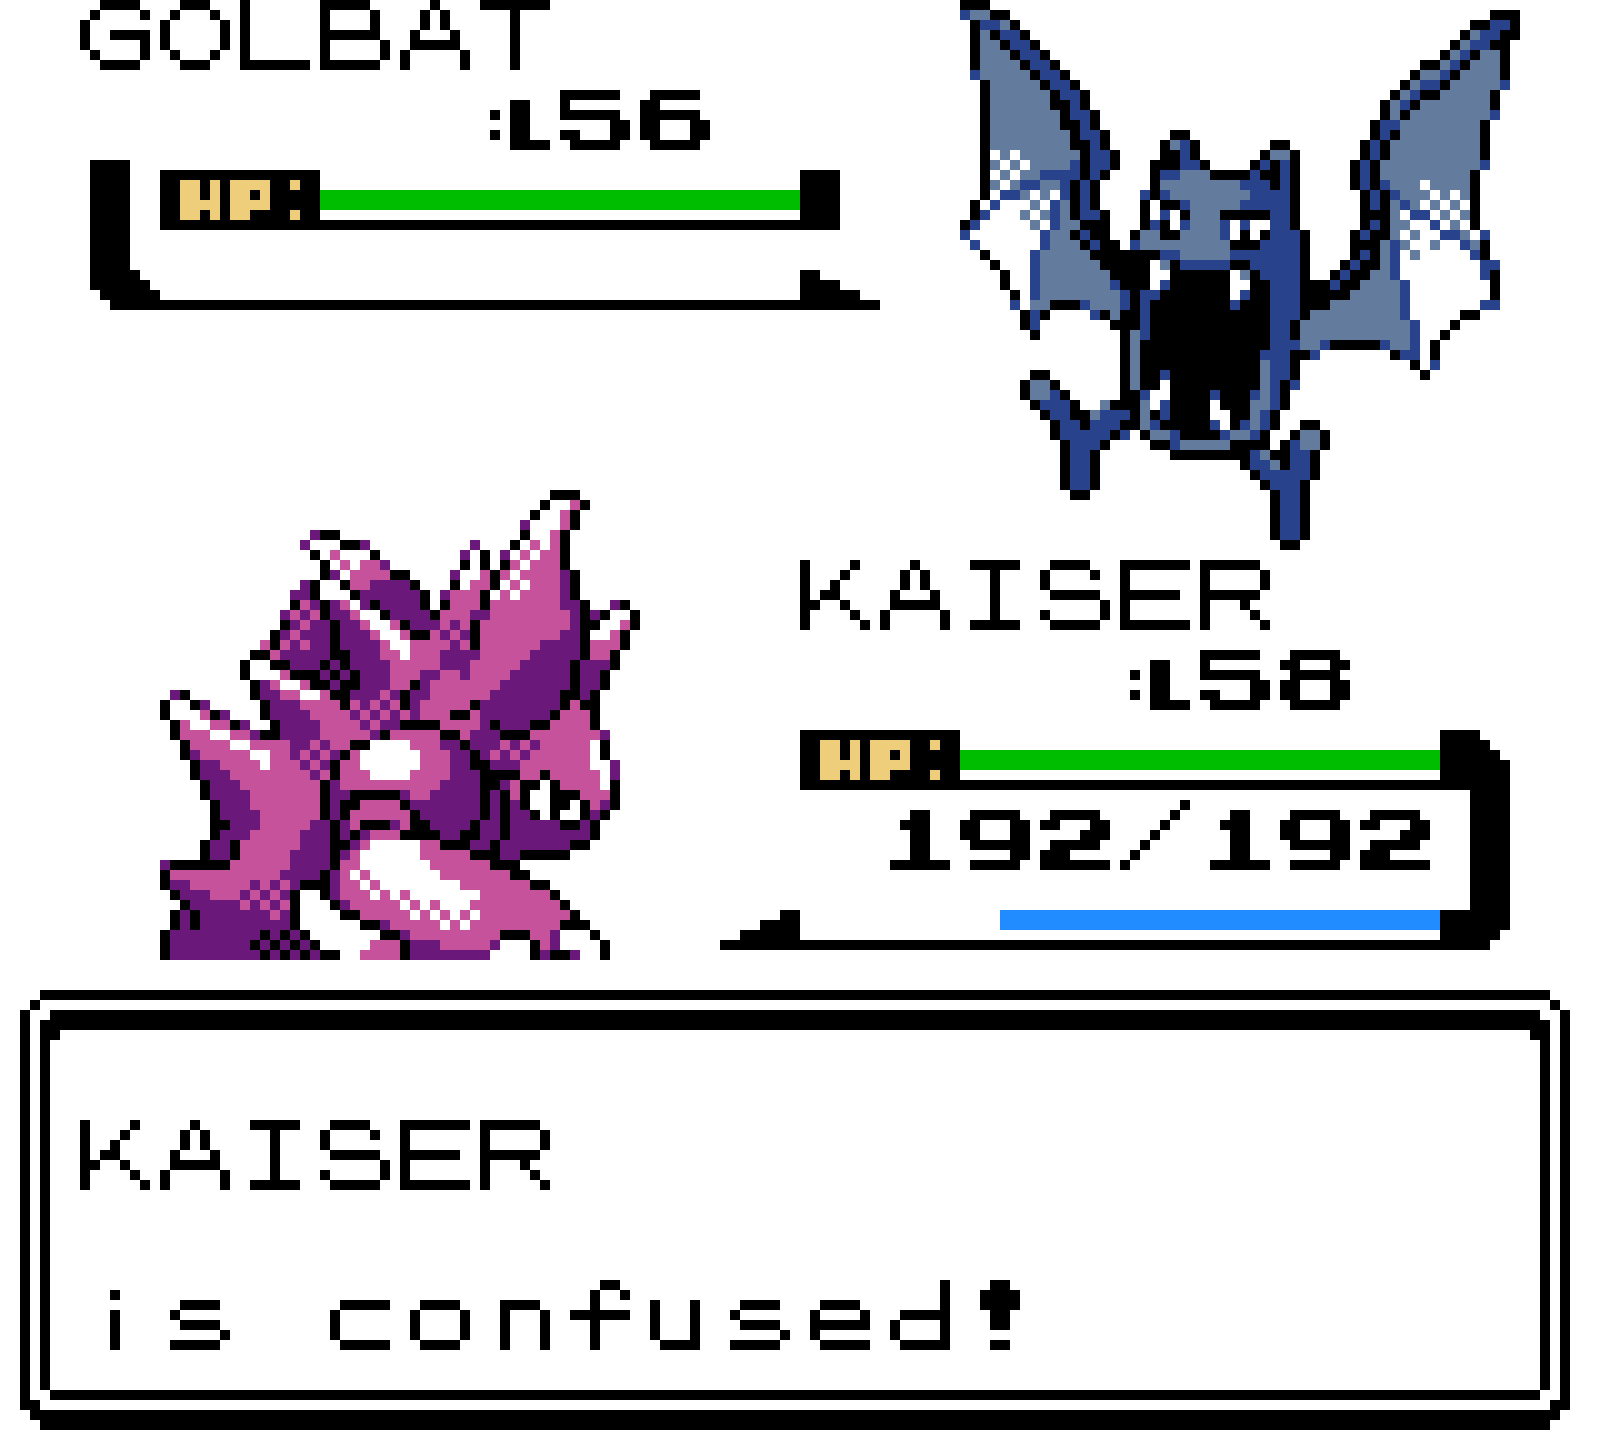 GOLBAT
:L56
HP:
KAISER
:L58
HP:
192/192
KAISER
is confused!